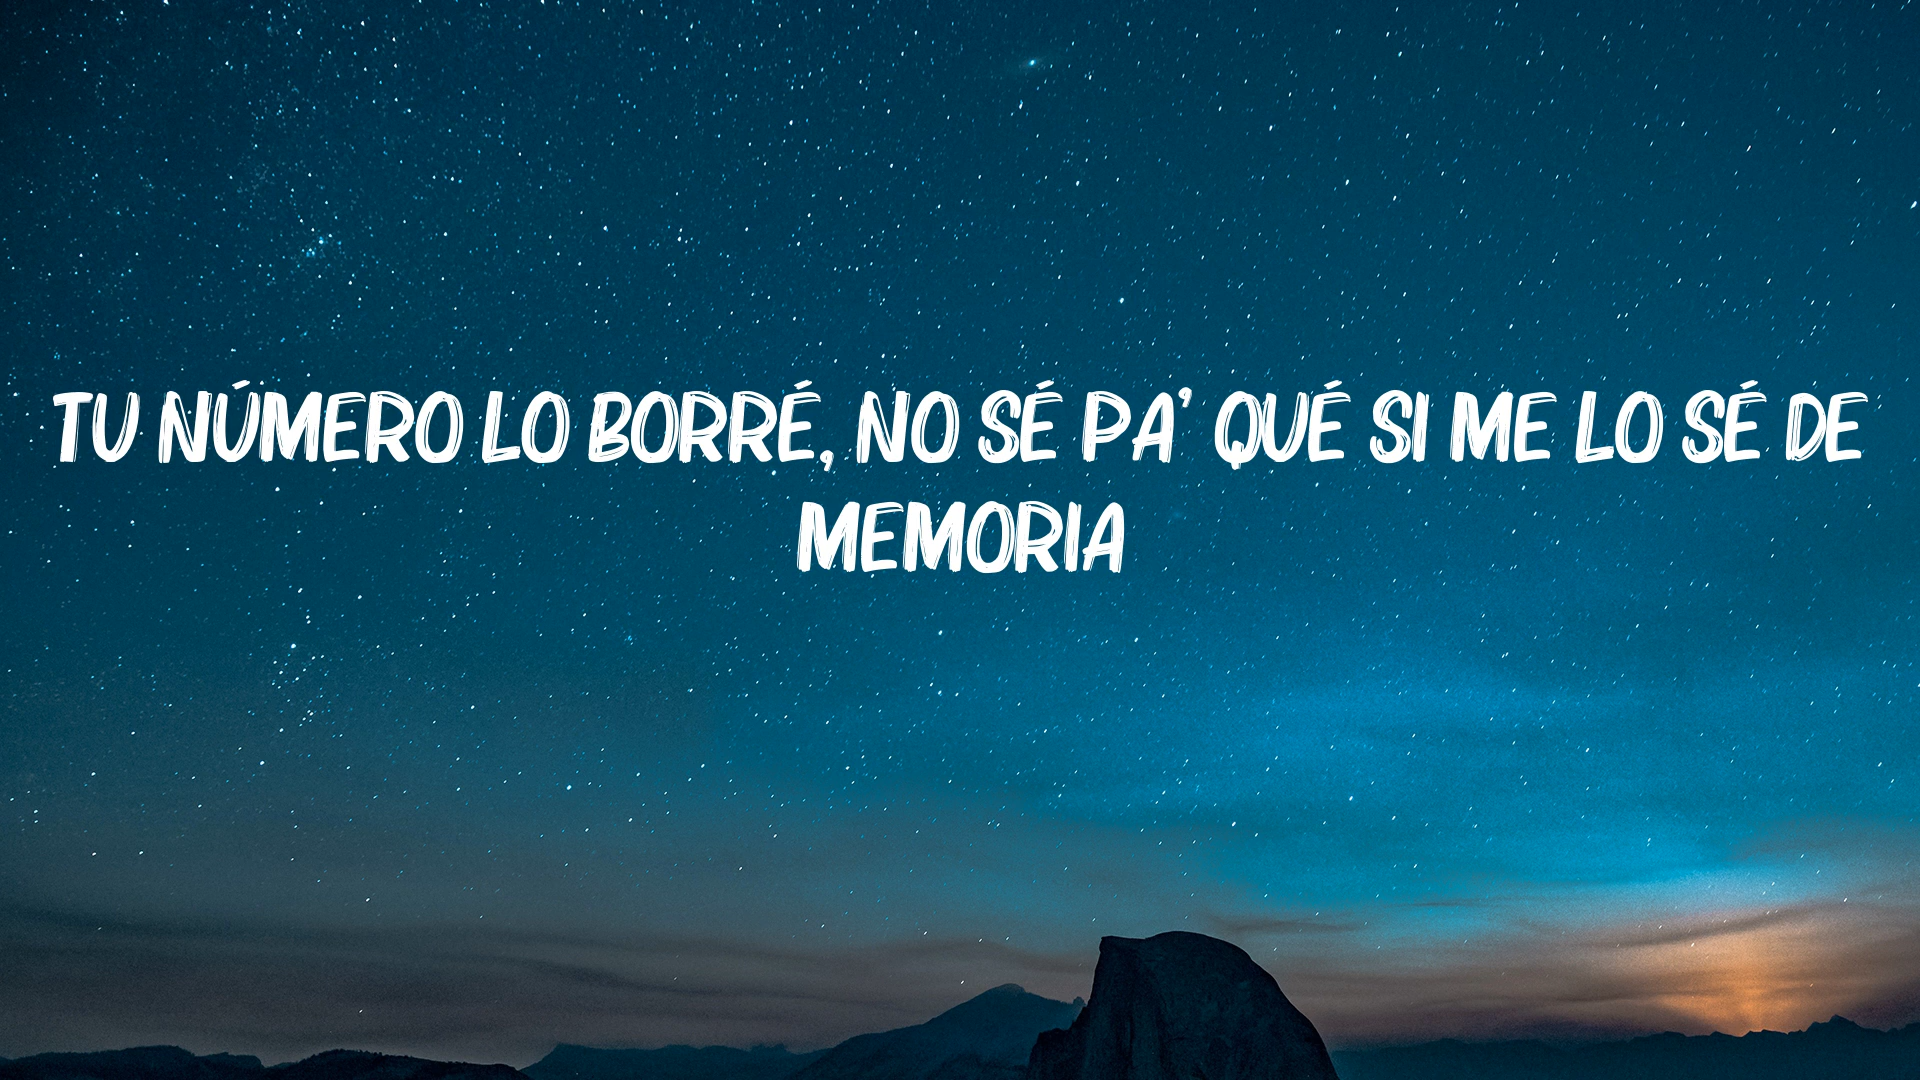 TU NÚMERO LO BORRÉ, NO SÉ PA' QUÉ SI ME LO SÉ DE
MEMORIA